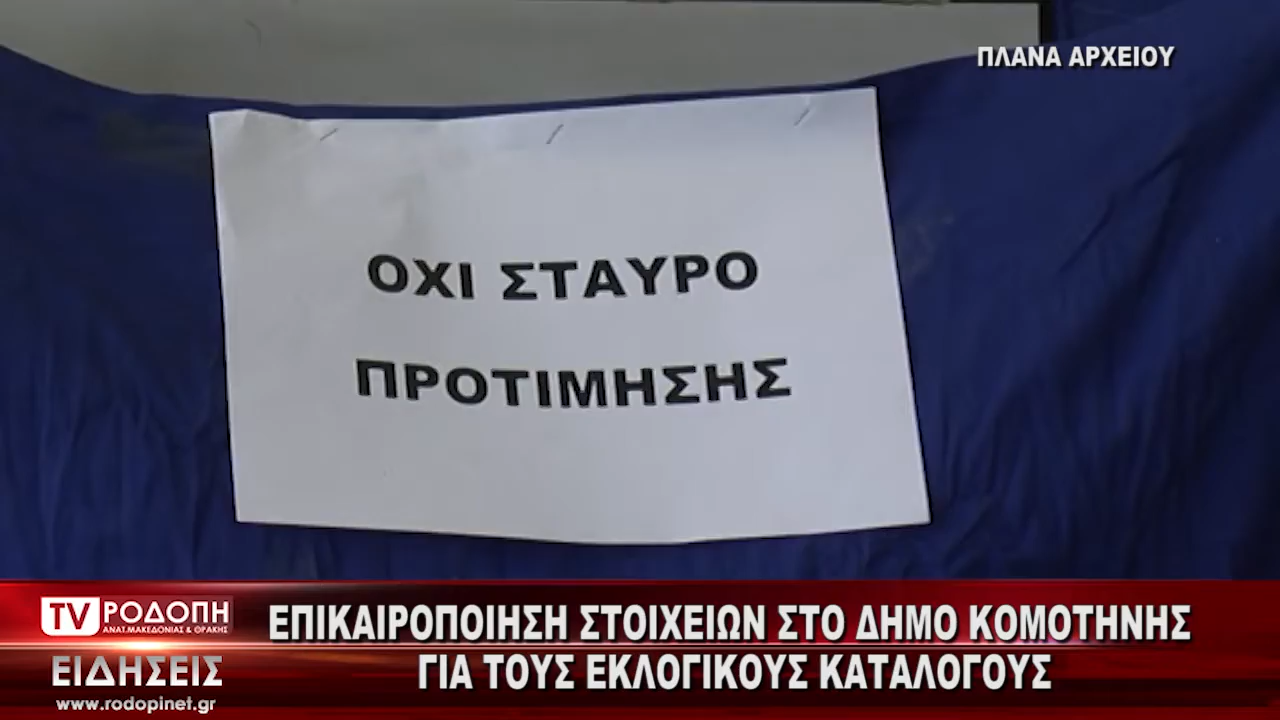 ΠΛΑΝΑ ΑΡΧΕΙΟΥ
ΟΧΙ ΣΤΑΥΡΟ
ΠΡΟΤΙΜΗΣΗΣ
TV ΡΟΔΟΠΗ
ΑΝΑΤ.ΜΑΚΕΔΟΝΙΑΣ & ΘΡΑΚΗΣ
ΕΙΔΗΣΕΙΣ
www.rodopinet.gr
ΕΠΙΚΑΙΡΟΠΟΙΗΣΗ ΣΤΟΙΧΕΙΩΝ ΣΤΟ ΔΗΜΟ ΚΟΜΟΤΗΝΗΣ
ΓΙΑ ΤΟΥΣ ΕΚΛΟΓΙΚΟΥΣ ΚΑΤΑΛΟΓΟΥΣ